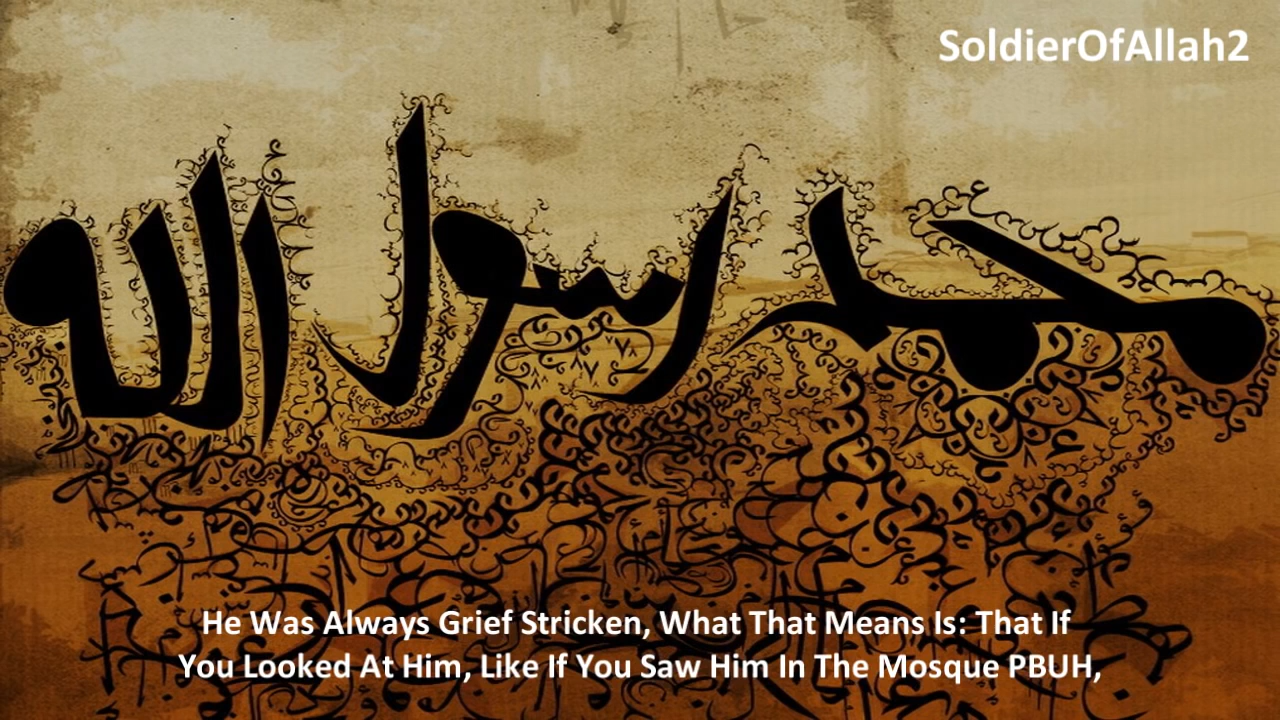 SoldierOfAllah2
محمد رسول الله
He Was Always Grief Stricken, What That Means Is: That If
You Looked At Him, Like If You Saw Him In The Mosque PBUH,